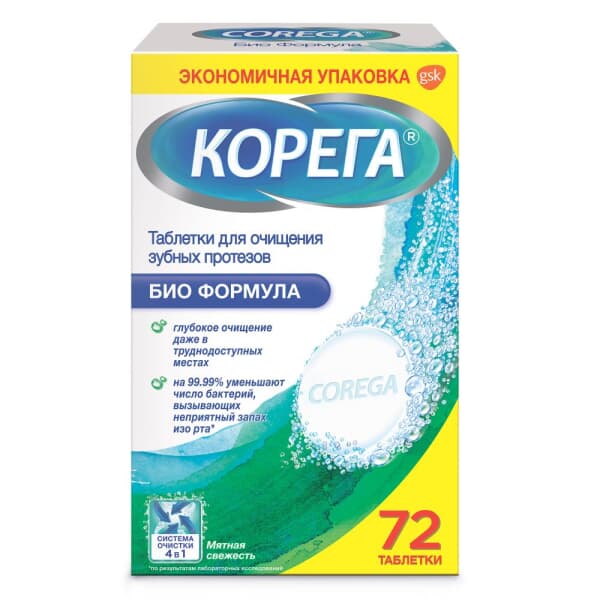 COREGA
Био Формула
ЭКОНОМИЧНАЯ УПАКОВКА
gsk
КОРЕГА®
Таблетки для очищения
зубных протезов
БИО ФОРМУЛА
глубокое очищение
даже в
труднодоступных
местах
на 99.99% уменьшают
число бактерий,
вызывающих
неприятный запах
изо рта*
COREGA
СИСТЕМА
ОЧИСТКИ
4 в 1
Мятная
свежесть
*по результатам лабораторных исследований
72
ТАБЛЕТКИ